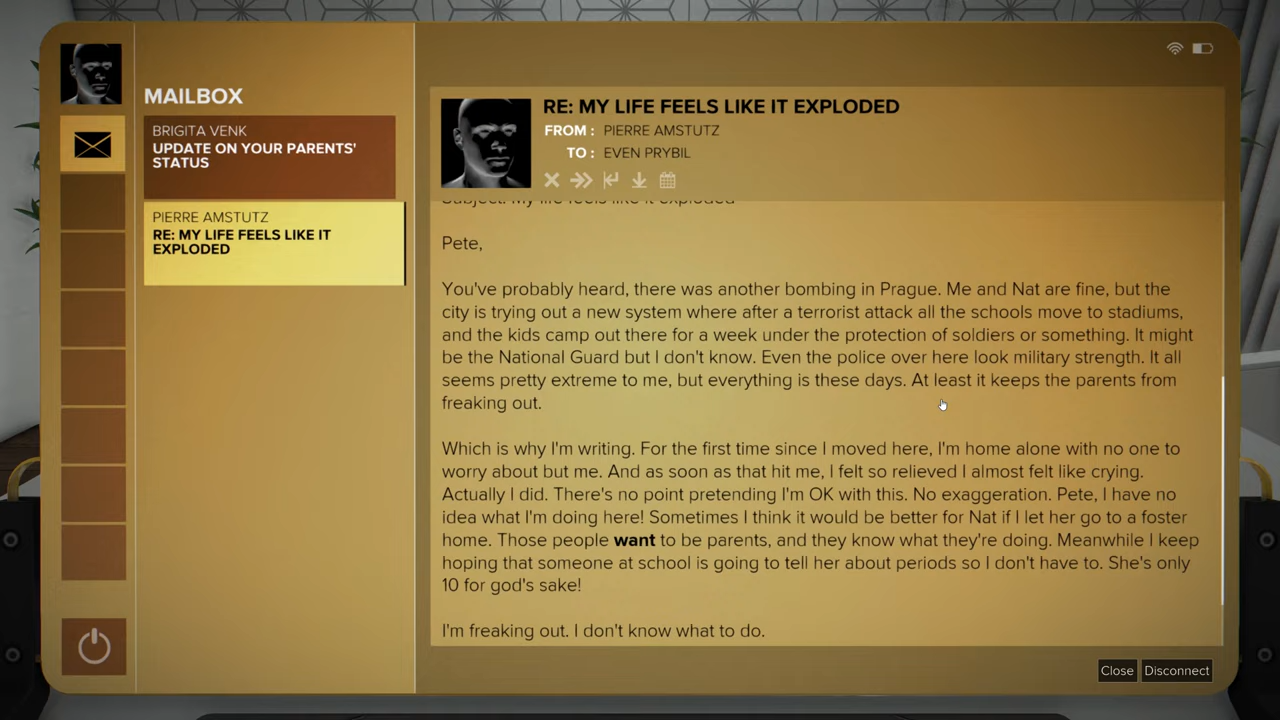 MAILBOX
BRIGITA VENK
UPDATE ON YOUR PARENTS'
STATUS
PIERRE AMSTUTZ
RE: MY LIFE FEELS LIKE IT
EXPLODED
RE: MY LIFE FEELS LIKE IT EXPLODED
FROM : PIERRE AMSTUTZ
TO : EVEN PRYBIL
Subject: My life feels like it exploded
Pete,
You've probably heard, there was another bombing in Prague. Me and Nat are fine, but the
city is trying out a new system where after a terrorist attack all the schools move to stadiums,
and the kids camp out there for a week under the protection of soldiers or something. It might
be the National Guard but I don't know. Even the police over here look military strength. It all
seems pretty extreme to me, but everything is these days. At least it keeps the parents from
freaking out.
Which is why I'm writing. For the first time since I moved here, I'm home alone with no one to
worry about but me. And as soon as that hit me, I felt so relieved I almost felt like crying.
Actually I did. There's no point pretending I'm OK with this. No exaggeration. Pete, I have no
idea what I'm doing here! Sometimes I think it would be better for Nat if I let her go to a foster
home. Those people want to be parents, and they know what they're doing. Meanwhile I keep
hoping that someone at school is going to tell her about periods so I don't have to. She's only
10 for god's sake!
I'm freaking out. I don't know what to do.
Close Disconnect